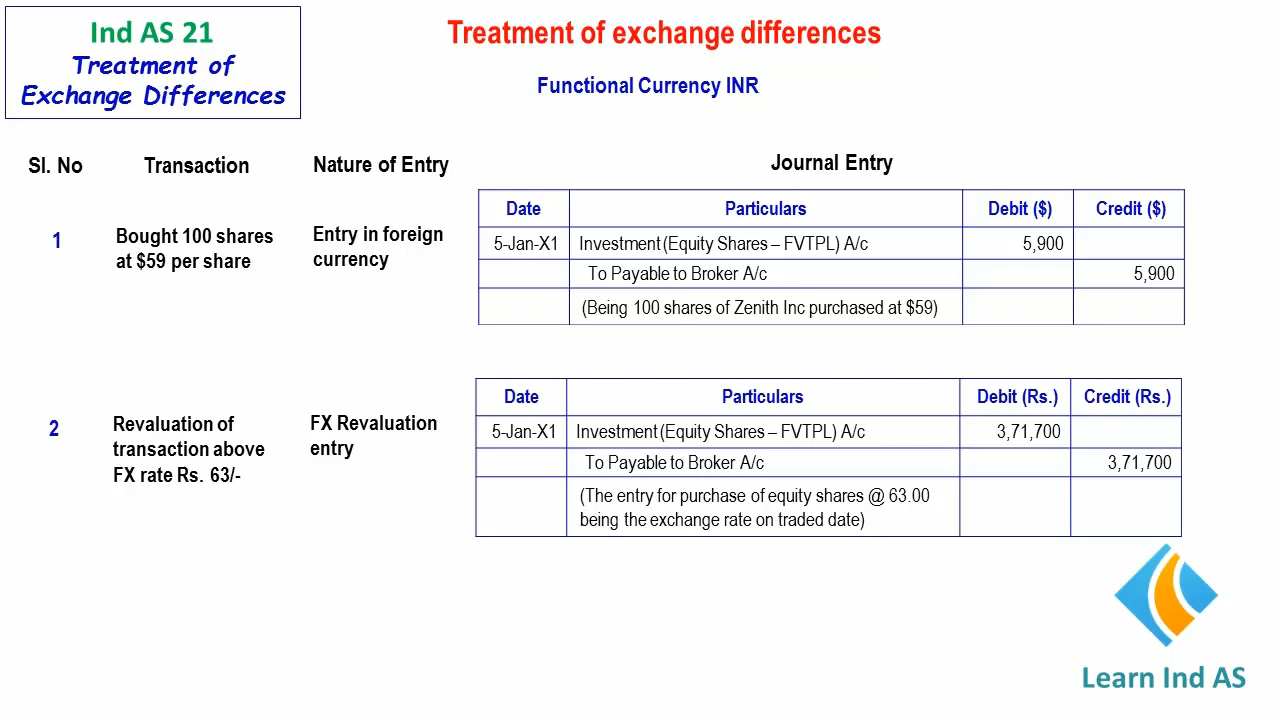 Ind AS 21
Treatment of
Exchange Differences
Treatment of exchange differences
Functional Currency INR
Sl. No
Transaction
Nature of Entry
Journal Entry
Date
Particulars
Debit ($)
Credit ($)
1
Bought 100 shares
at $59 per share
Entry in foreign
currency
5-Jan-X1
Investment (Equity Shares – FVTPL) A/c
5,900
To Payable to Broker A/c
5,900
(Being 100 shares of Zenith Inc purchased at $59)
Date
Particulars
Debit (Rs.)
Credit (Rs.)
2
Revaluation of
transaction above
FX rate Rs. 63/-
FX Revaluation
entry
5-Jan-X1
Investment (Equity Shares – FVTPL) A/c
3,71,700
To Payable to Broker A/c
3,71,700
(The entry for purchase of equity shares @ 63.00
being the exchange rate on traded date)
Learn Ind AS